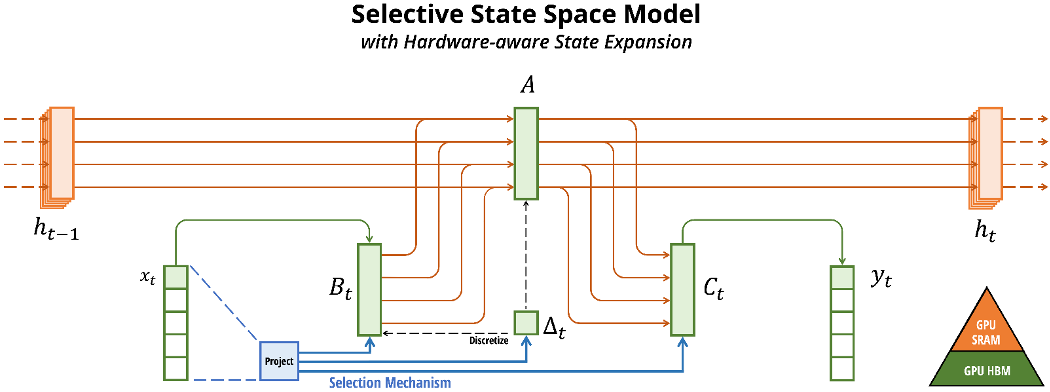 Selective State Space Model
with Hardware-aware State Expansion
A
h_{t-1}
h_t
x_t
B_t
C_t
y_t
Δ_t
Discretize
Project
Selection Mechanism
GPU
SRAM
GPU HBM